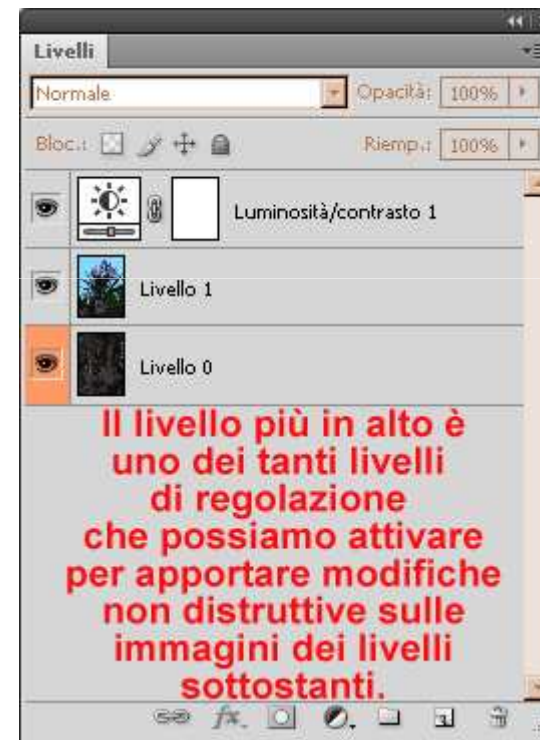 Livelli
Normale Opacità: 100%
Bloc.: Riemp.: 100%
Luminosità/contrasto 1
Livello 1
Livello 0
Il livello più in alto è
uno dei tanti livelli
di regolazione
che possiamo attivare
per apportare modifiche
non distruttive sulle
immagini dei livelli
sottostanti.
fx.